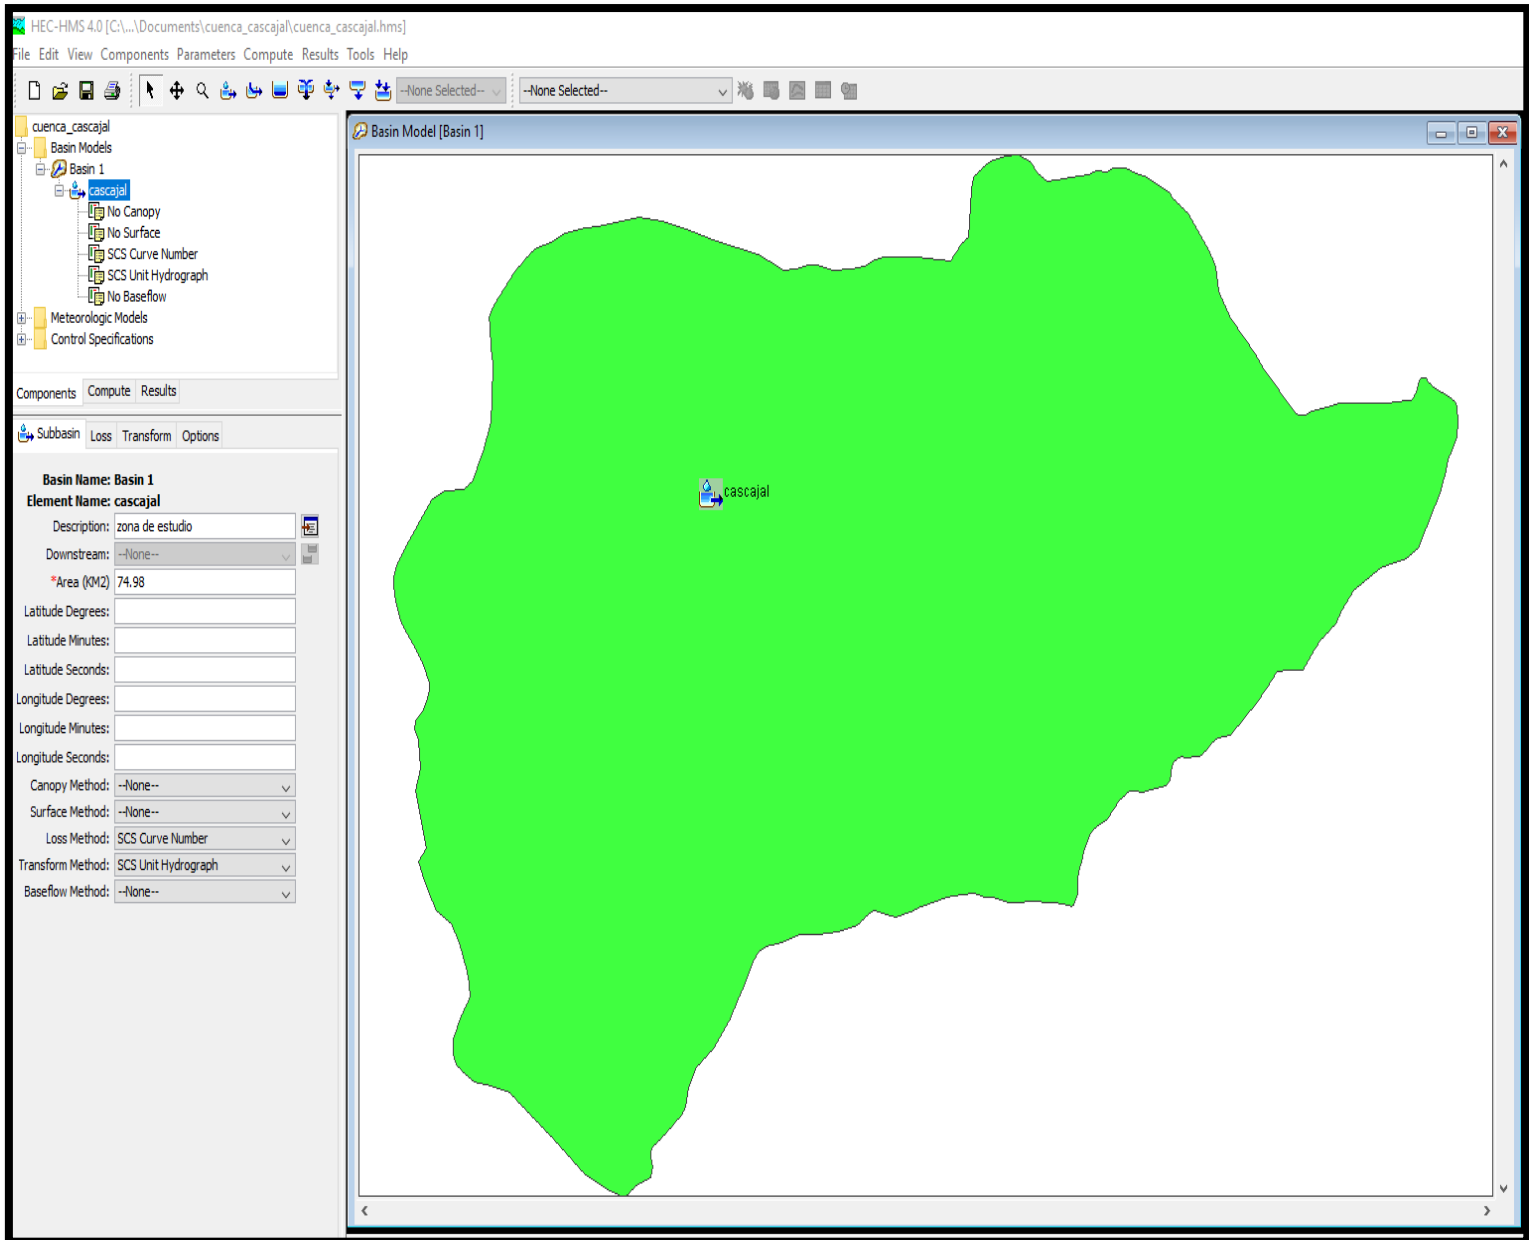 HEC-HMS 4.0 [C:\...\Documents\cuenca_cascajal\cuenca_cascajal.hms]
File Edit View Components Parameters Compute Results Tools Help
--None Selected-- --None Selected--
cuenca_cascajal
Basin Models
Basin 1
cascajal
No Canopy
No Surface
SCS Curve Number
SCS Unit Hydrograph
No Baseflow
Meteorologic Models
Control Specifications
Components Compute Results
Subbasin Loss Transform Options
Basin Name: Basin 1
Element Name: cascajal
Description: zona de estudio
Downstream: --None--
*Area (KM2) 74.98
Latitude Degrees:
Latitude Minutes:
Latitude Seconds:
Longitude Degrees:
Longitude Minutes:
Longitude Seconds:
Canopy Method: --None--
Surface Method: --None--
Loss Method: SCS Curve Number
Transform Method: SCS Unit Hydrograph
Baseflow Method: --None--
Basin Model [Basin 1]
cascajal